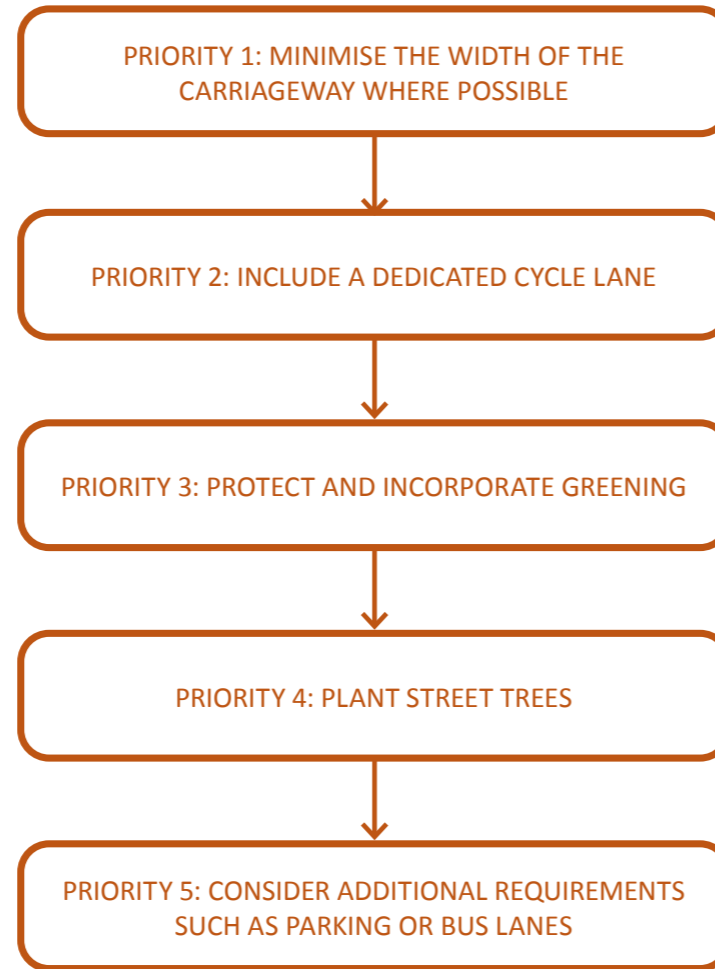 PRIORITY 1: MINIMISE THE WIDTH OF THE
CARRIAGEWAY WHERE POSSIBLE
PRIORITY 2: INCLUDE A DEDICATED CYCLE LANE
PRIORITY 3: PROTECT AND INCORPORATE GREENING
PRIORITY 4: PLANT STREET TREES
PRIORITY 5: CONSIDER ADDITIONAL REQUIREMENTS
SUCH AS PARKING OR BUS LANES